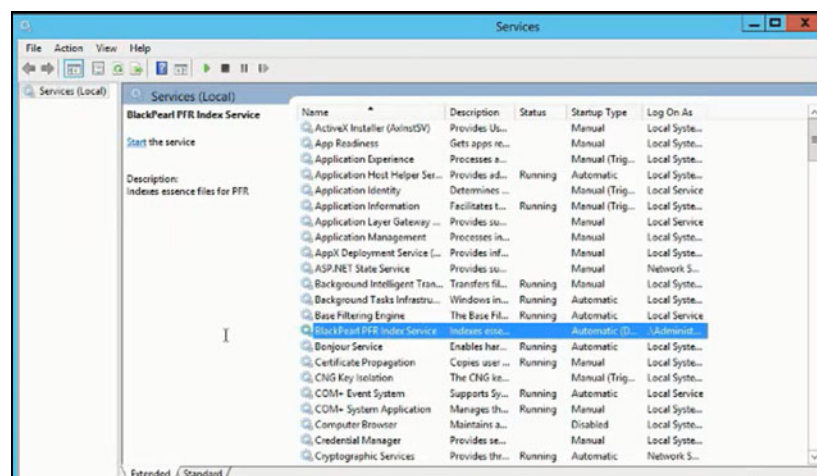 Services
File Action View Help
Services (Local)
Services (Local)
BlackPearl PFR Index Service
Start the service
Description:
Indexes essence files for PFR
Name Description Status Startup Type Log On As
ActiveX Installer (AxInstSV) Provides Us... Manual Local Syste...
App Readiness Gets apps re... Manual Local Syste...
Application Experience Processes a... Manual (Trig... Local Syste...
Application Host Helper Ser... Provides ad... Running Automatic Local Syste...
Application Identity Determines ... Manual (Trig... Local Service
Application Information Facilitates t... Running Manual (Trig... Local Syste...
Application Layer Gateway ... Provides su... Manual Local Service
Application Management Processes in... Manual Local Syste...
AppX Deployment Service (... Provides inf... Manual Local Syste...
ASP.NET State Service Provides su... Manual Network S...
Background Intelligent Tran... Transfers fil... Running Manual Local Syste...
Background Tasks Infrastru... Windows in... Running Automatic Local Syste...
Base Filtering Engine The Base Fil... Running Automatic Local Service
BlackPearl PFR Index Service Indexes esse... Automatic (D... .\Administ...
Bonjour Service Enables har... Running Automatic Local Syste...
Certificate Propagation Copies user ... Running Manual Local Syste...
CNG Key Isolation The CNG ke... Manual (Trig... Local Syste...
COM+ Event System Supports Sy... Running Automatic Local Service
COM+ System Application Manages th... Running Manual Local Syste...
Computer Browser Maintains a... Disabled Local Syste...
Credential Manager Provides se... Manual Local Syste...
Cryptographic Services Provides thr... Running Automatic Network S...
Extended Standard